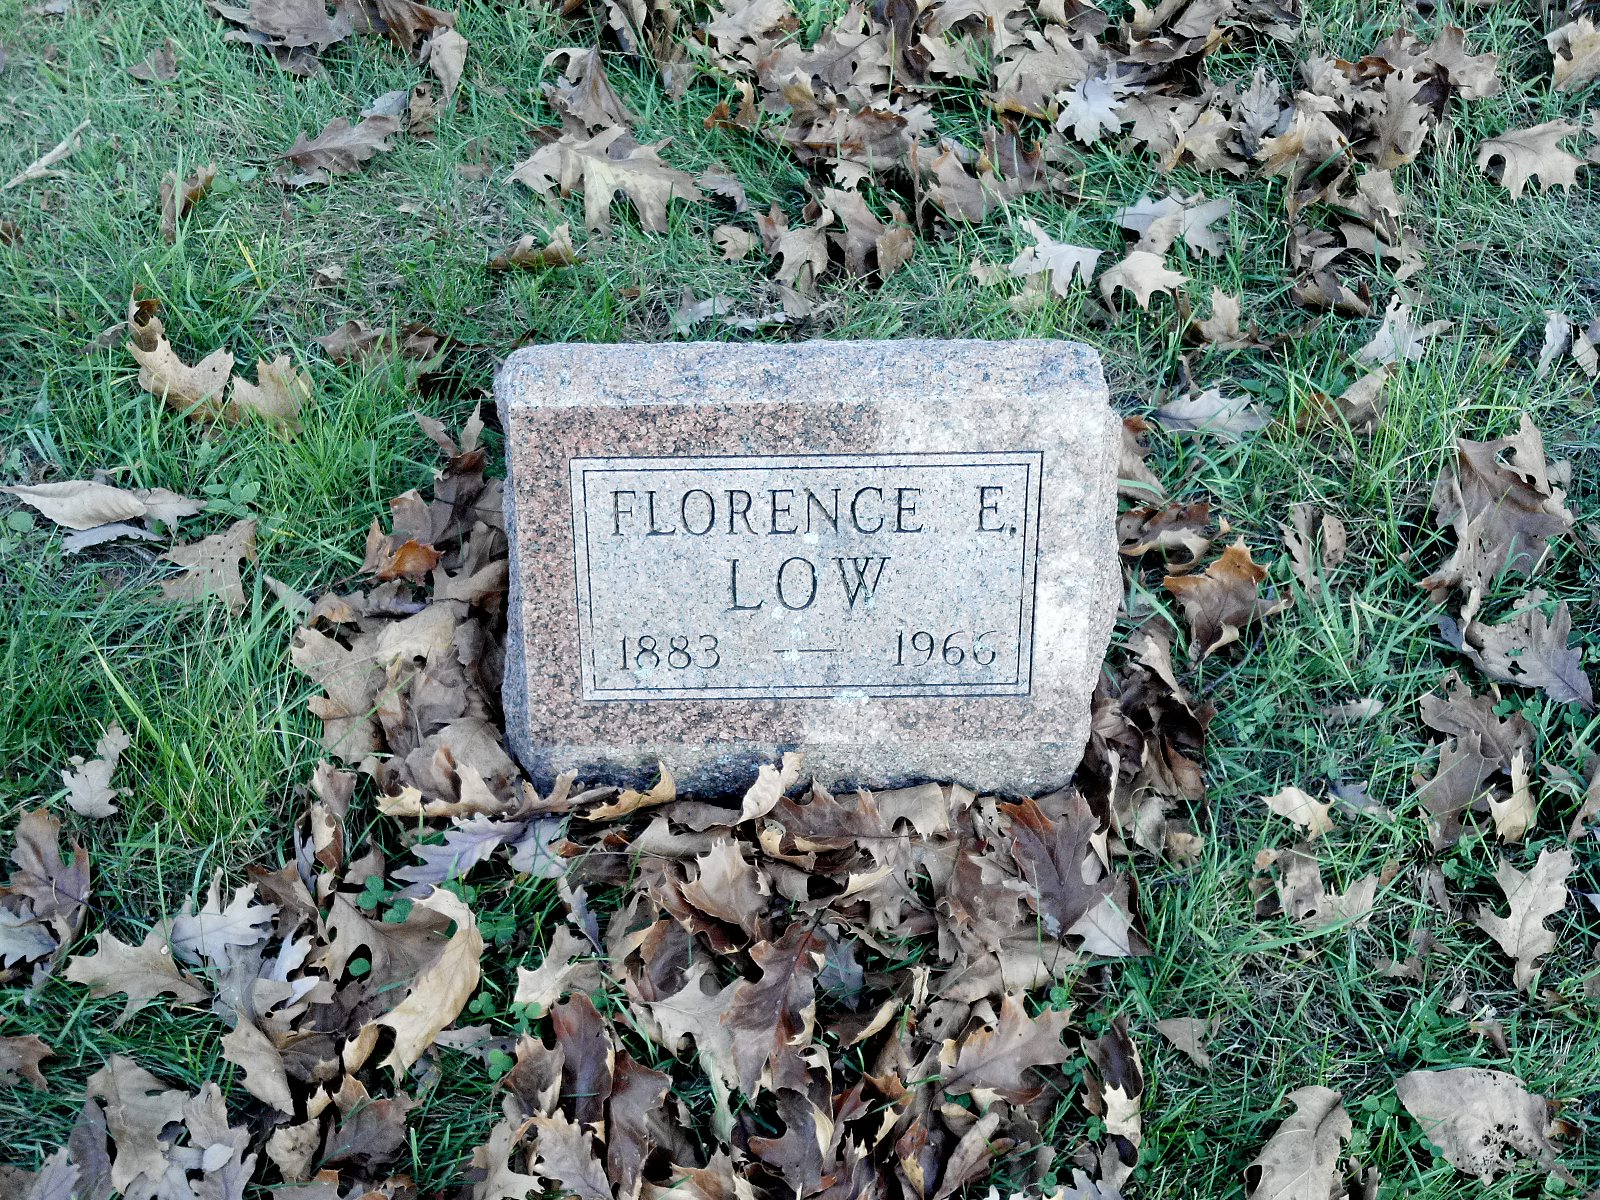 FLORENCE E.
LOW
1883 — 1966